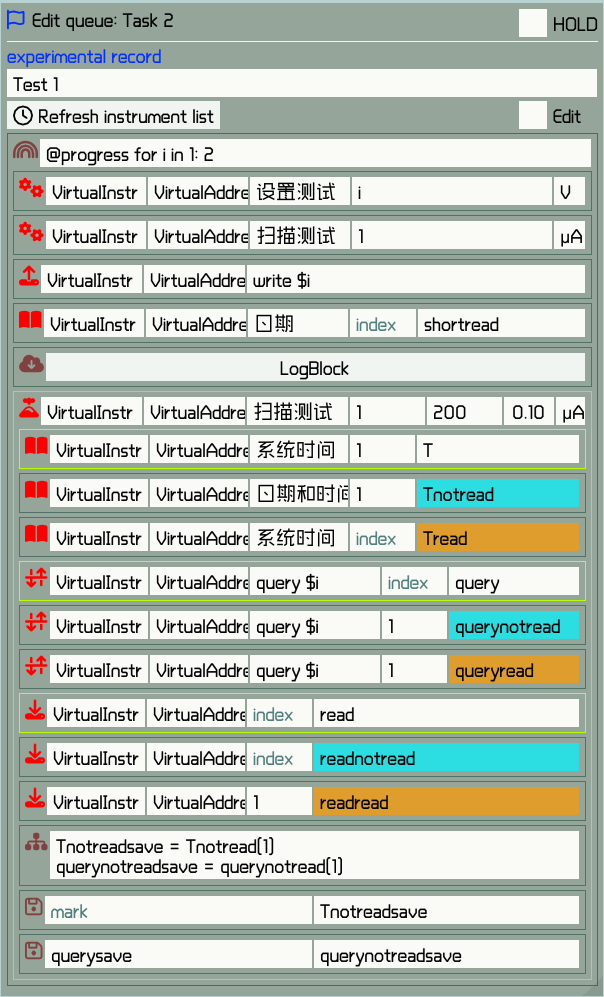 Edit queue: Task 2 HOLD
experimental record
Test 1
Refresh instrument list Edit
@progress for i in 1: 2
VirtualInstr VirtualAddre 设置测试 i V
VirtualInstr VirtualAddre 扫描测试 1 μA
VirtualInstr VirtualAddre write $i
VirtualInstr VirtualAddre 日期 index shortread
LogBlock
VirtualInstr VirtualAddre 扫描测试 1 200 0.10 μA
VirtualInstr VirtualAddre 系统时间 1 T
VirtualInstr VirtualAddre 日期和时间 1 Tnotread
VirtualInstr VirtualAddre 系统时间 index Tread
VirtualInstr VirtualAddre query $i index query
VirtualInstr VirtualAddre query $i 1 querynotread
VirtualInstr VirtualAddre query $i 1 queryread
VirtualInstr VirtualAddre index read
VirtualInstr VirtualAddre index readnotread
VirtualInstr VirtualAddre 1 readread
Tnotreadsave = Tnotread[1]
querynotreadsave = querynotread[1]
mark Tnotreadsave
querysave querynotreadsave